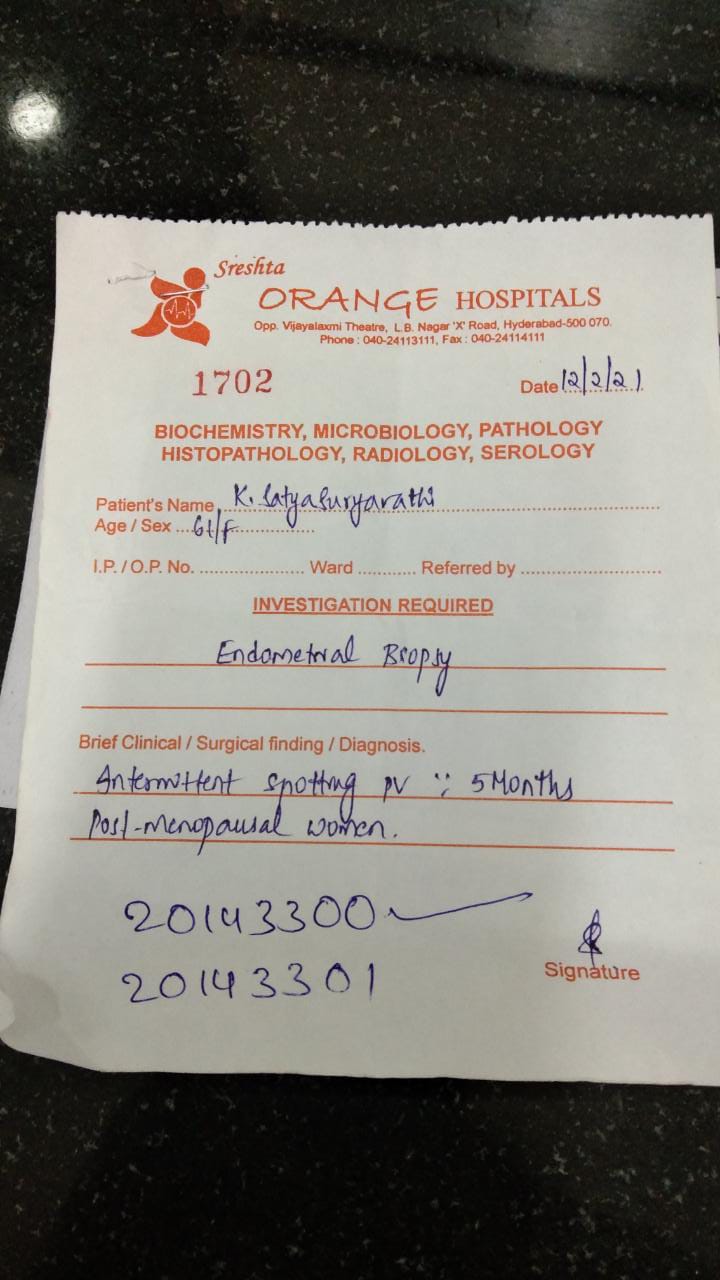 Sreshta
ORANGE HOSPITALS
Opp. Vijayalaxmi Theatre, L.B. Nagar 'X' Road, Hyderabad-500 070.
Phone : 040-24113111, Fax : 040-24114111
1702
Date 12/2/21
BIOCHEMISTRY, MICROBIOLOGY, PATHOLOGY
HISTOPATHOLOGY, RADIOLOGY, SEROLOGY
Patient's Name K. Satyasuryarathi
Age / Sex 61/F
I.P. / O.P. No. .................... Ward ........... Referred by ...........................
INVESTIGATION REQUIRED
Endometrial Biopsy
Brief Clinical / Surgical finding / Diagnosis.
Intermittent spotting PV ∵ 5 Months
Post-menopausal women.
20143300
20143301
Signature